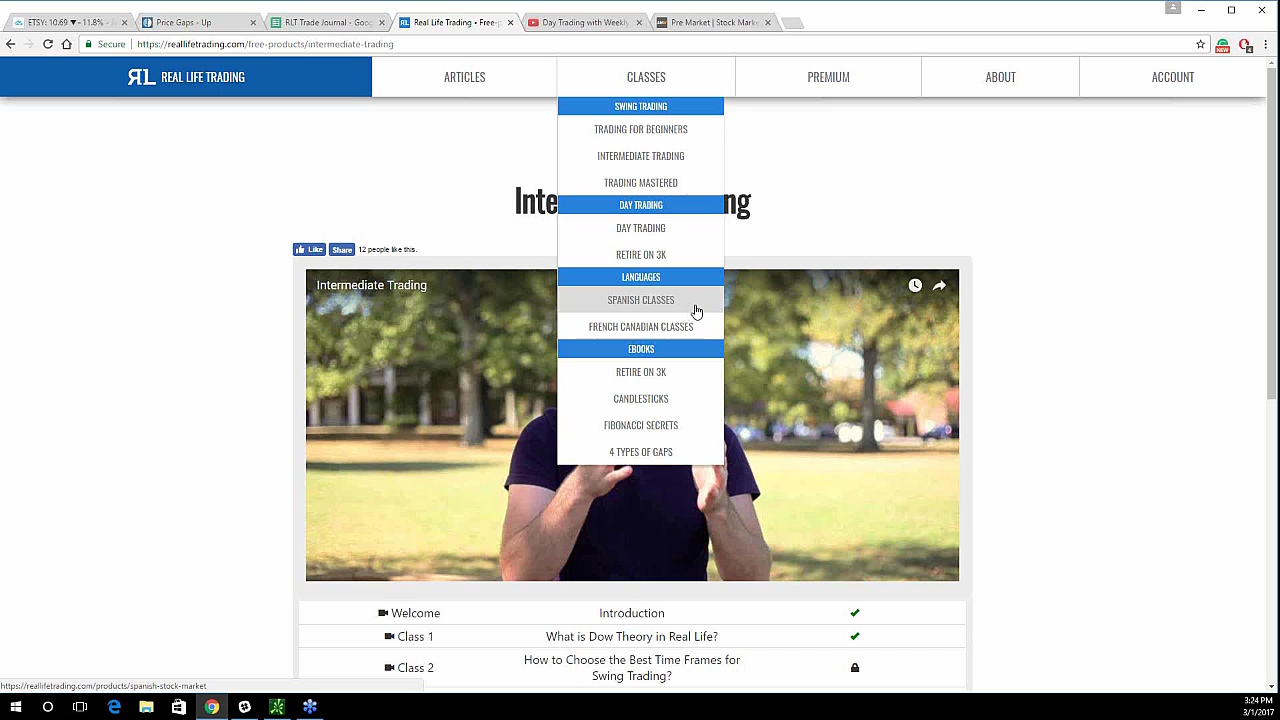 ETSY: 10.69 ▼−11.8%
Price Gaps - Up
RLT Trade Journal - Goog
Real Life Trading • Free-p
Day Trading with Weekly
Pre Market | Stock Marke
Secure
https://reallifetrading.com/free-products/intermediate-trading
NEW
4
RL REAL LIFE TRADING
ARTICLES
CLASSES
PREMIUM
ABOUT
ACCOUNT
SWING TRADING
TRADING FOR BEGINNERS
INTERMEDIATE TRADING
TRADING MASTERED
DAY TRADING
DAY TRADING
RETIRE ON 3K
LANGUAGES
SPANISH CLASSES
FRENCH CANADIAN CLASSES
EBOOKS
RETIRE ON 3K
CANDLESTICKS
FIBONACCI SECRETS
4 TYPES OF GAPS
Inte
ng
Like
Share
12 people like this.
Intermediate Trading
Welcome Introduction
Class 1 What is Dow Theory in Real Life?
Class 2 How to Choose the Best Time Frames for
Swing Trading?
https://reallifetrading.com/products/spanish-stock-market
3:24 PM
3/1/2017